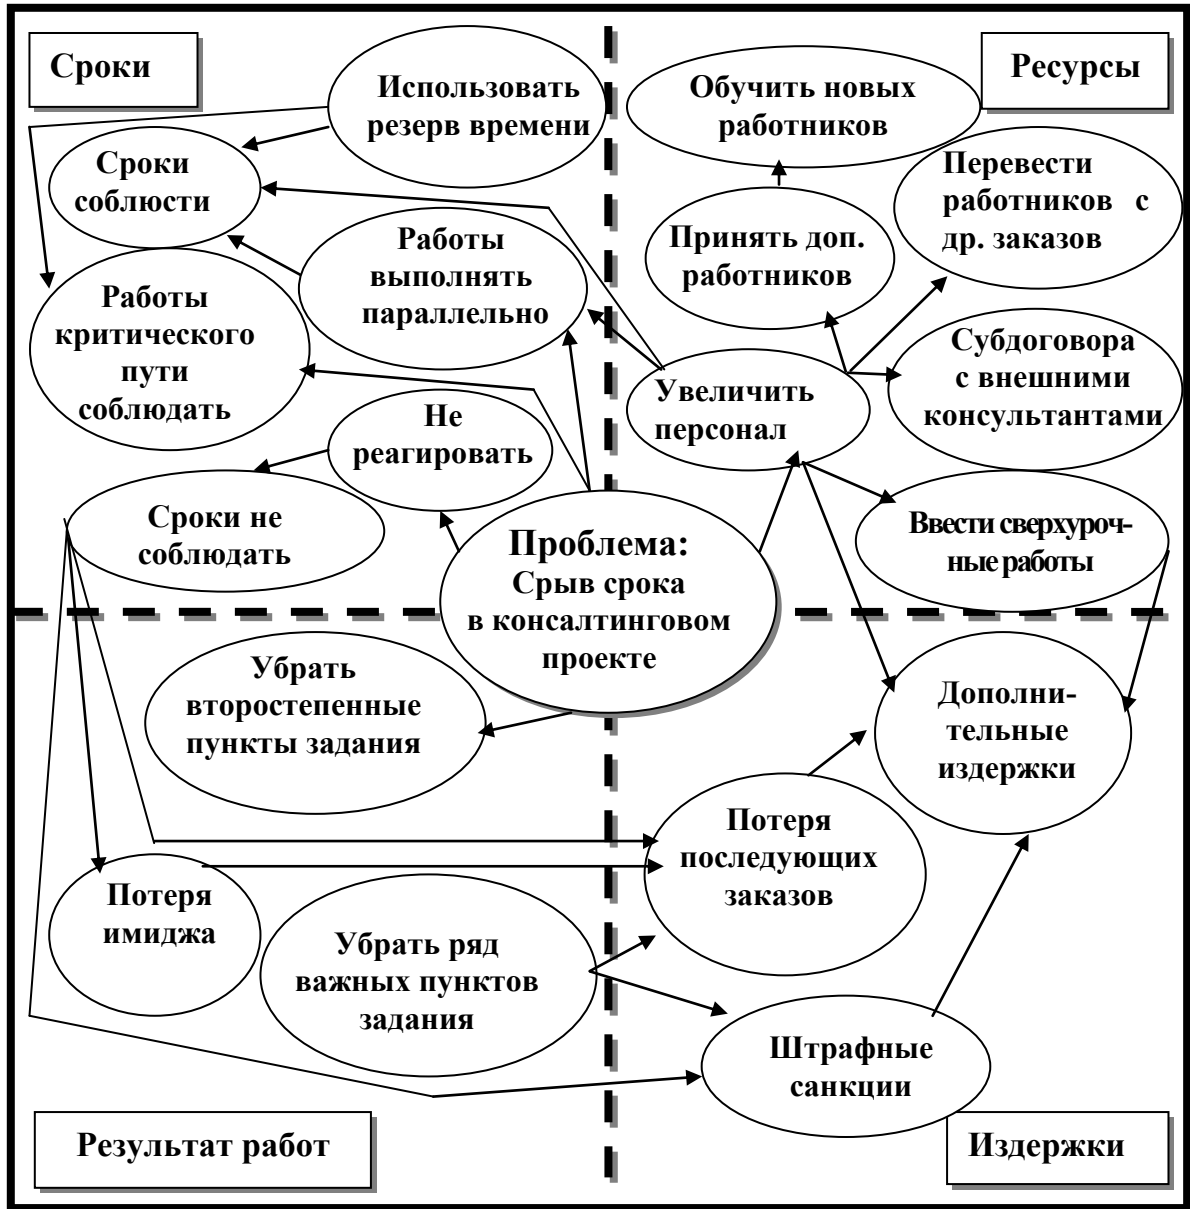 Сроки
Использовать
резерв времени
Сроки
соблюсти
Работы
выполнять
параллельно
Работы
критического
пути
соблюдать
Не
реагировать
Сроки не
соблюдать
Ресурсы
Обучить новых
работников
Перевести
работников с
др. заказов
Принять доп.
работников
Субдоговора
с внешними
консультантами
Увеличить
персонал
Ввести сверхуроч-
ные работы
Проблема:
Срыв срока
в консалтинговом
проекте
Убрать
второстепенные
пункты задания
Потеря
имиджа
Убрать ряд
важных пунктов
задания
Результат работ
Дополни-
тельные
издержки
Потеря
последующих
заказов
Штрафные
санкции
Издержки